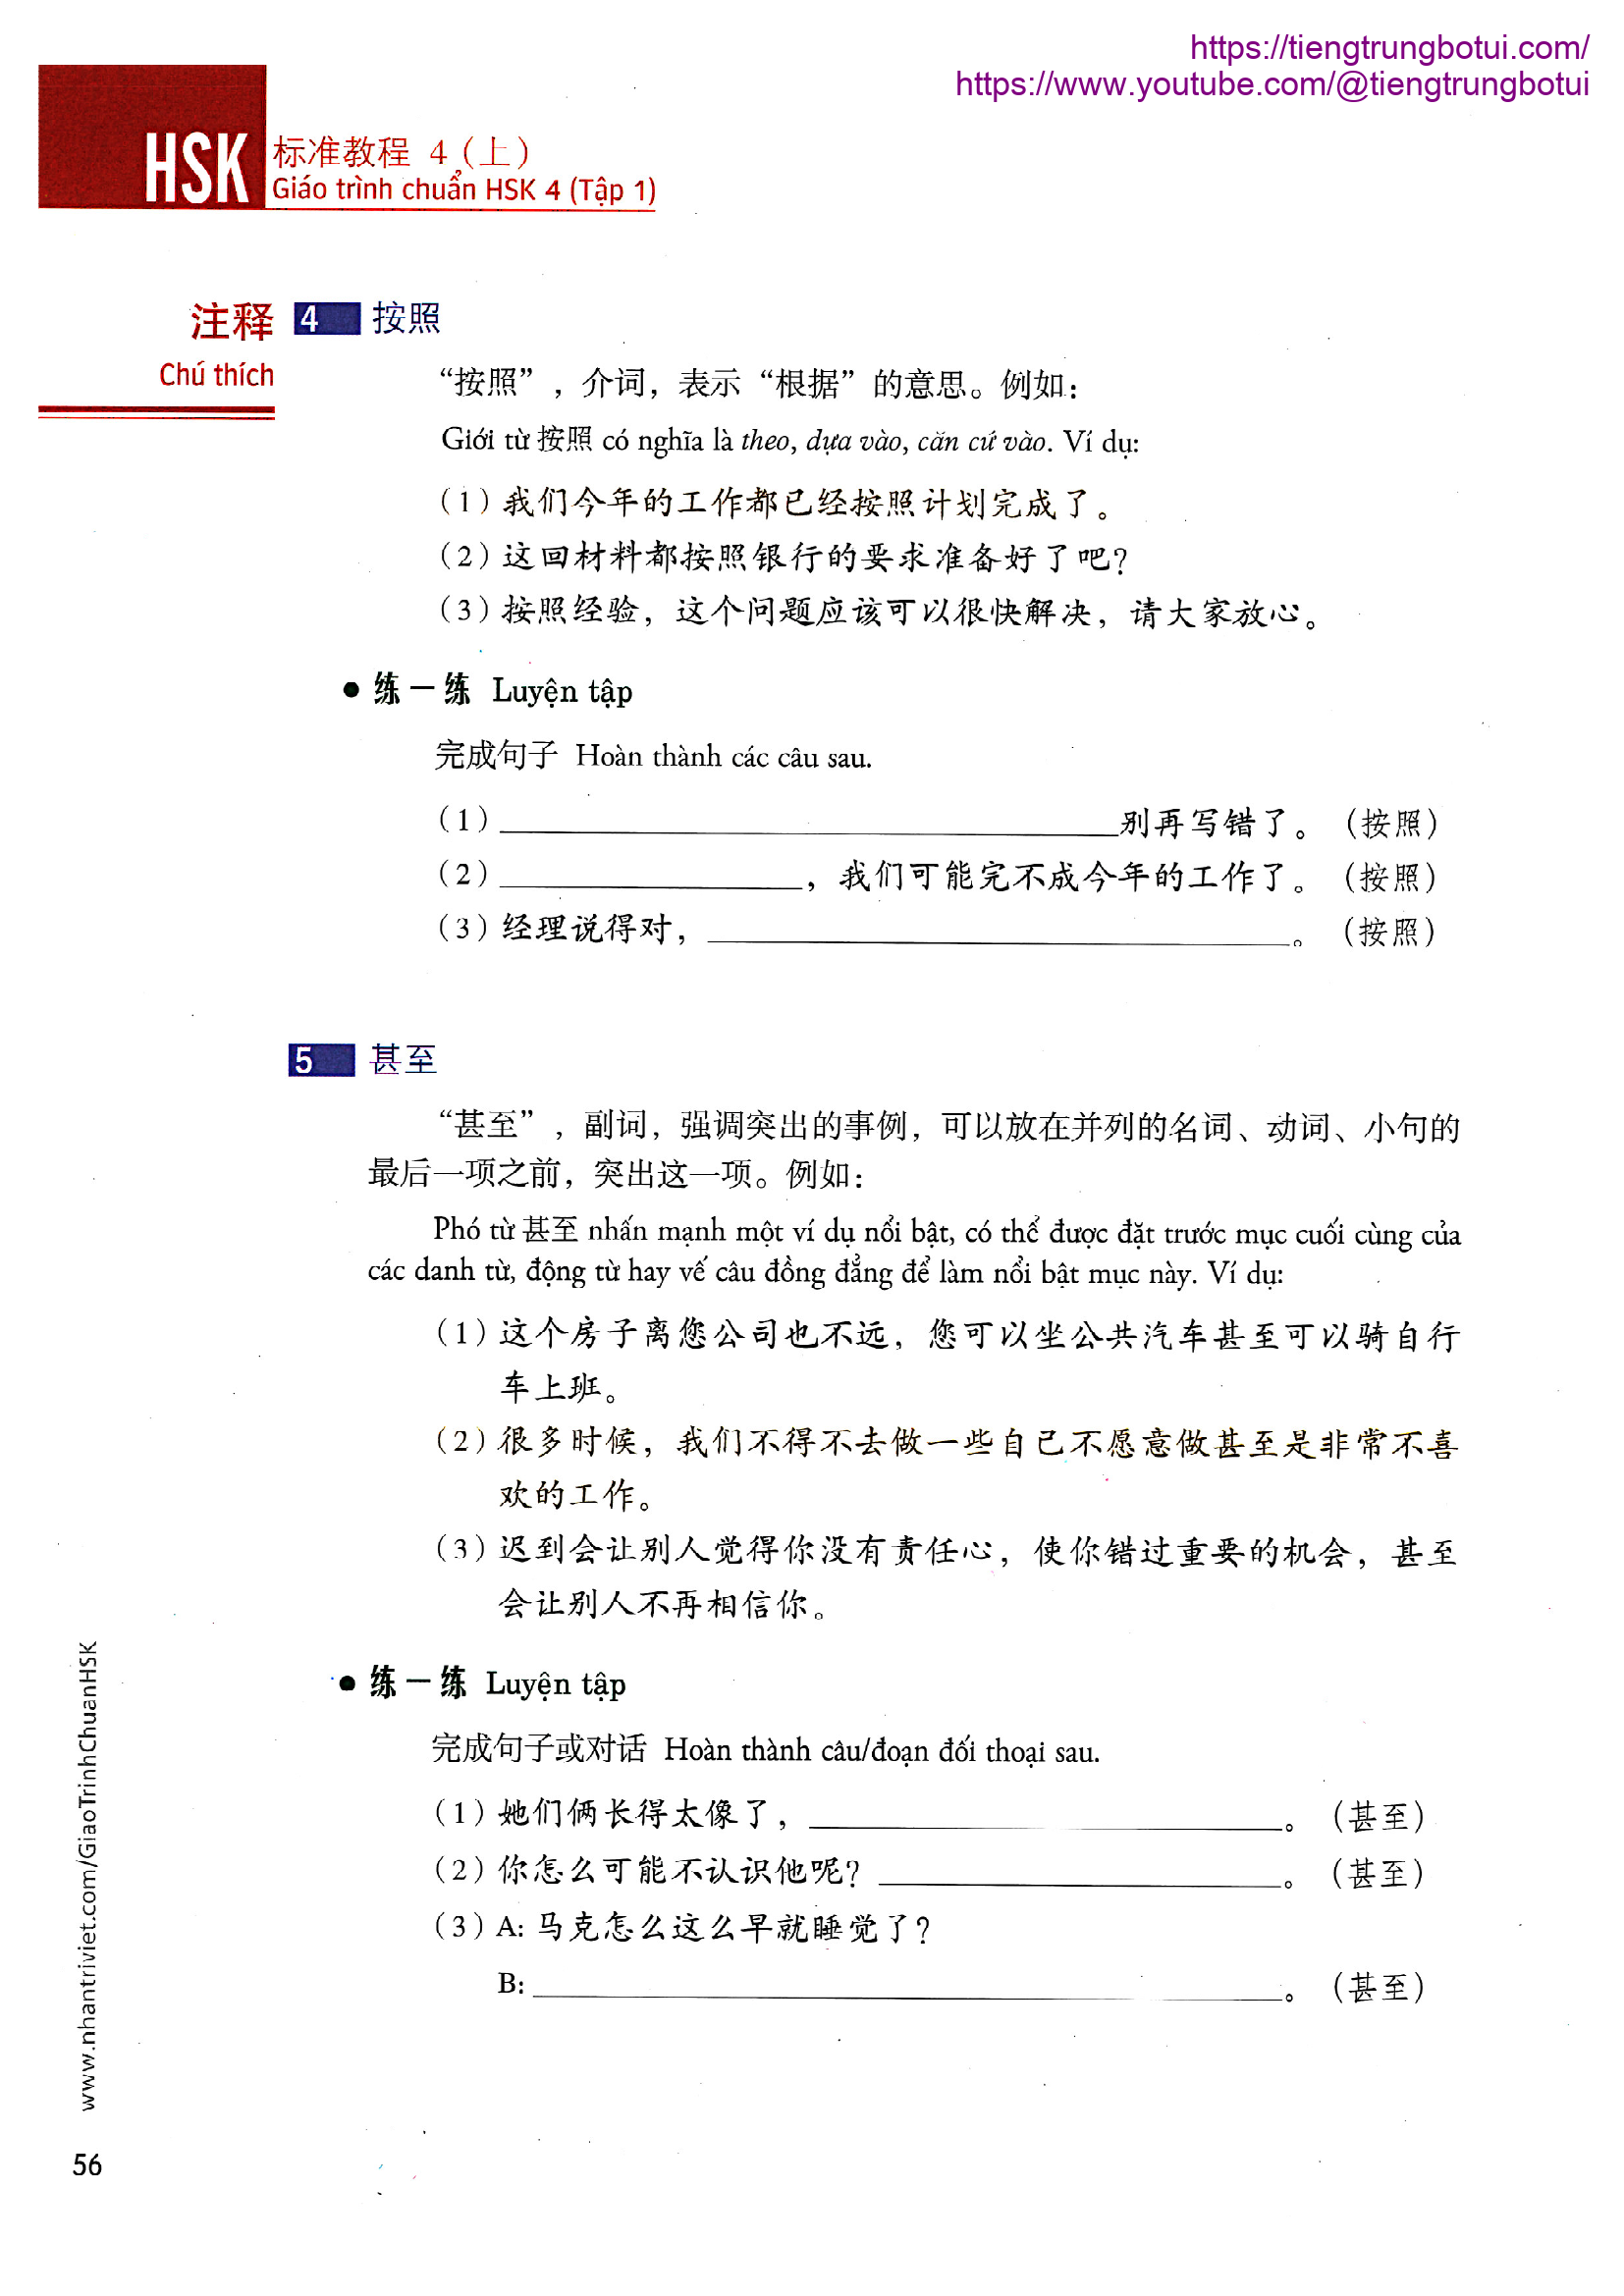 https://tiengtrungbotui.com/
https://www.youtube.com/@tiengtrungbotui
HSK 标准教程 4（上）
Giáo trình chuẩn HSK 4 (Tập 1)
注释 4 按照
Chú thích
“按照”，介词，表示“根据”的意思。例如：
Giới từ 按照 có nghĩa là theo, dựa vào, căn cứ vào. Ví dụ:
（1）我们今年的工作都已经按照计划完成了。
（2）这回材料都按照银行的要求准备好了吧？
（3）按照经验，这个问题应该可以很快解决，请大家放心。
● 练一练 Luyện tập
完成句子 Hoàn thành các câu sau.
（1）______________________别再写错了。（按照）
（2）____________，我们可能完不成今年的工作了。（按照）
（3）经理说得对，______________________。（按照）
5 甚至
“甚至”，副词，强调突出的事例，可以放在并列的名词、动词、小句的
最后一项之前，突出这一项。例如：
Phó từ 甚至 nhấn mạnh một ví dụ nổi bật, có thể được đặt trước mục cuối cùng của
các danh từ, động từ hay vế câu đồng đẳng để làm nổi bật mục này. Ví dụ:
（1）这个房子离您公司也不远，您可以坐公共汽车甚至可以骑自行
车上班。
（2）很多时候，我们不得不去做一些自己不愿意做甚至是非常不喜
欢的工作。
（3）迟到会让别人觉得你没有责任心，使你错过重要的机会，甚至
会让别人不再相信你。
● 练一练 Luyện tập
完成句子或对话 Hoàn thành câu/đoạn đối thoại sau.
（1）她们俩长得太像了，__________________。（甚至）
（2）你怎么可能不认识他呢？________________。（甚至）
（3）A: 马克怎么这么早就睡觉了？
B: ____________________________。（甚至）
www.nhantriviet.com/GiaoTrinhChuanHSK
56